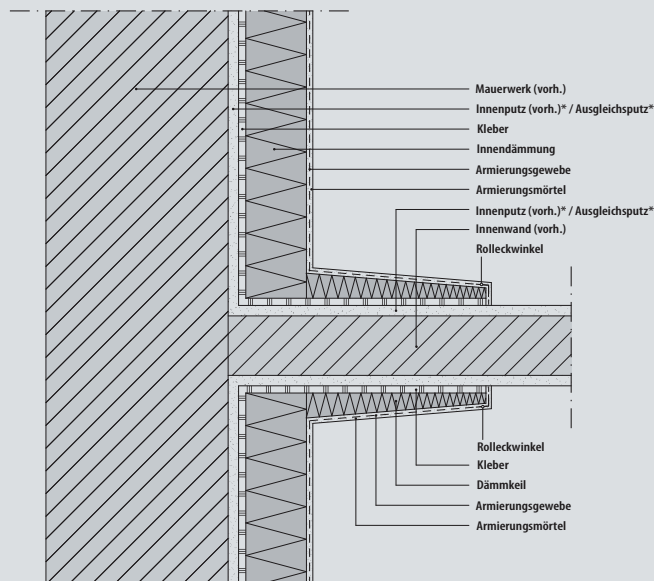 Mauerwerk (vorh.)
Innenputz (vorh.)* / Ausgleichsputz*
Kleber
Innendämmung
Armierungsgewebe
Armierungsmörtel
Innenputz (vorh.)* / Ausgleichsputz*
Innenwand (vorh.)
Rolleckwinkel
Rolleckwinkel
Kleber
Dämmkeil
Armierungsgewebe
Armierungsmörtel